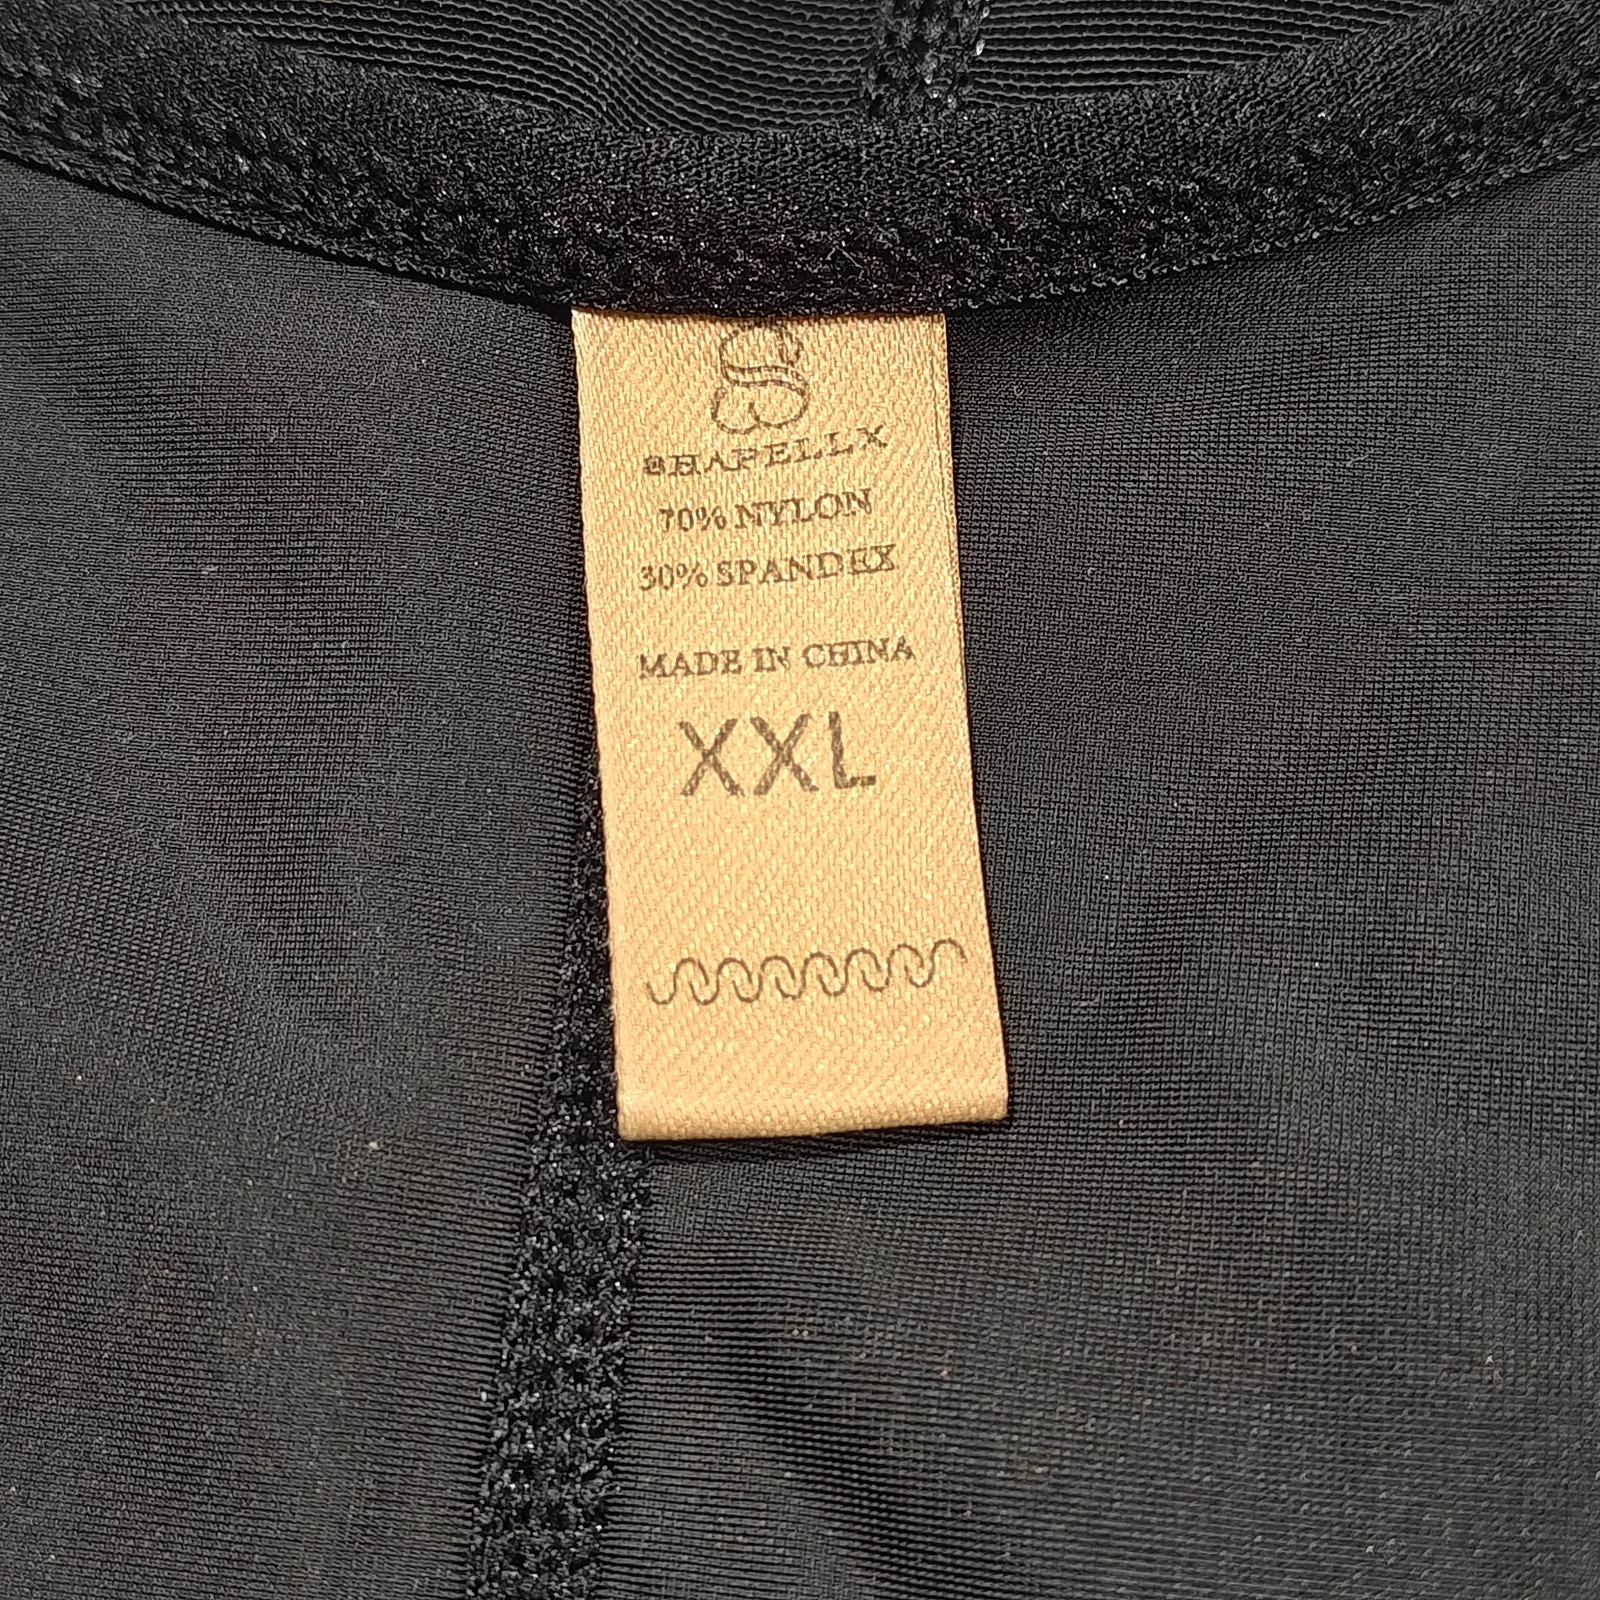 SHAPELLX
70% NYLON
30% SPANDEX
MADE IN CHINA
XXL